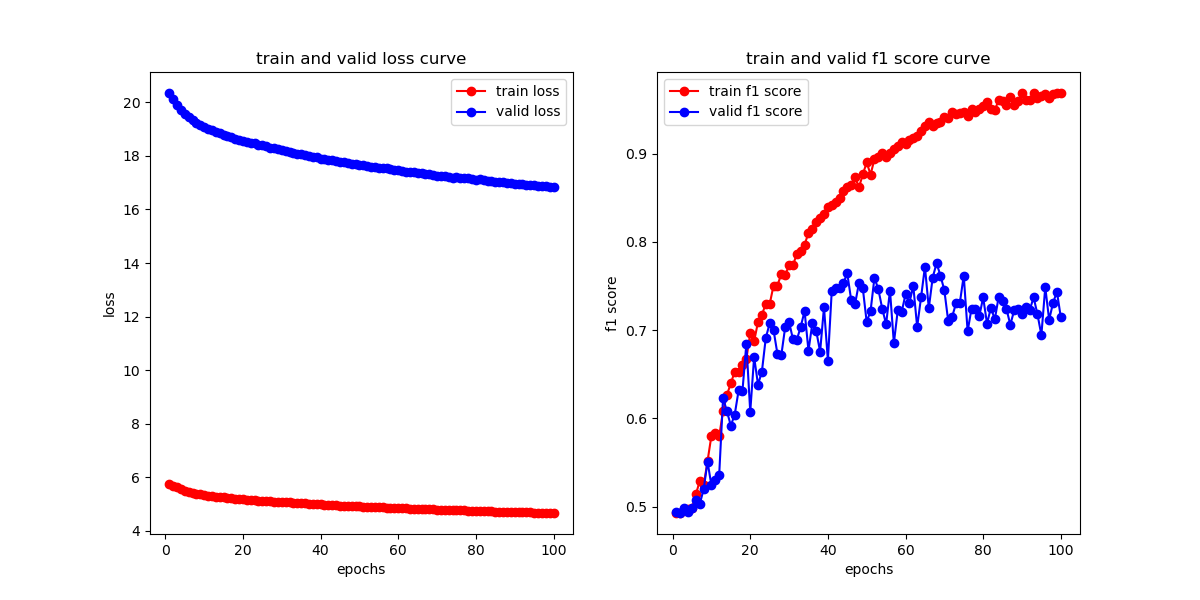 train and valid loss curve
train loss
valid loss
20
18
16
14
12
10
8
6
4
loss
0 20 40 60 80 100
epochs
train and valid f1 score curve
train f1 score
valid f1 score
0.9
0.8
0.7
0.6
0.5
f1 score
0 20 40 60 80 100
epochs